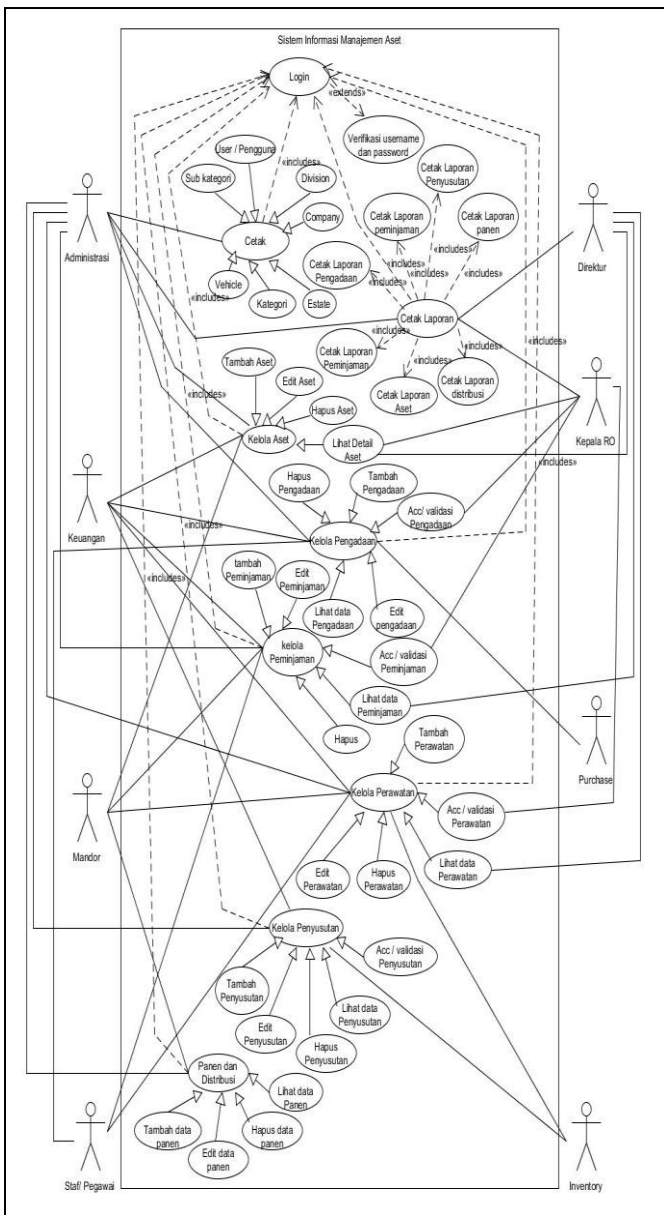 Sistem Informasi Manajemen Aset
Login
«extends»
Verifikasi username
dan password
User / Pengguna
«includes»
Sub kategori
Division
Cetak Laporan
Penyusutan
Administrasi
Company
Cetak Laporan
peminjaman
Cetak Laporan
panen
Direktur
Cetak
Cetak Laporan
Pengadaan
«includes»
«includes»
«includes»
Vehicle
«includes»
Kategori
Estate
«includes»
Cetak Laporan
«includes»
«includes»
Cetak Laporan
Peminjaman
«includes»
«includes»
Tambah Aset
Cetak Laporan
Aset
Cetak Laporan
distribusi
Edit Aset
«includes»
Hapus Aset
Kelola Aset
Lihat Detail
Aset
Kepala RO
«includes»
Hapus
Pengadaan
Tambah
Pengadaan
Keuangan
Acc/ validasi
Pengadaan
«includes»
Kelola Pengadaan
tambah
Peminjaman
Edit
Peminjaman
«includes»
Lihat data
Pengadaan
Edit
pengadaan
kelola
Peminjaman
Acc / validasi
Peminjaman
Lihat data
Peminjaman
Hapus
Tambah
Perawatan
Purchase
Kelola Perawatan
Acc / validasi
Perawatan
Mandor
Edit
Perawatan
Hapus
Perawatan
Lihat data
Perawatan
Kelola Penyusutan
Acc / validasi
Penyusutan
Tambah
Penyusutan
Lihat data
Penyusutan
Edit
Penyusutan
Hapus
Penyusutan
Panen dan
Distribusi
Lihat data
Panen
Tambah data
panen
Hapus data
panen
Edit data
panen
Staf/ Pegawai
Inventory